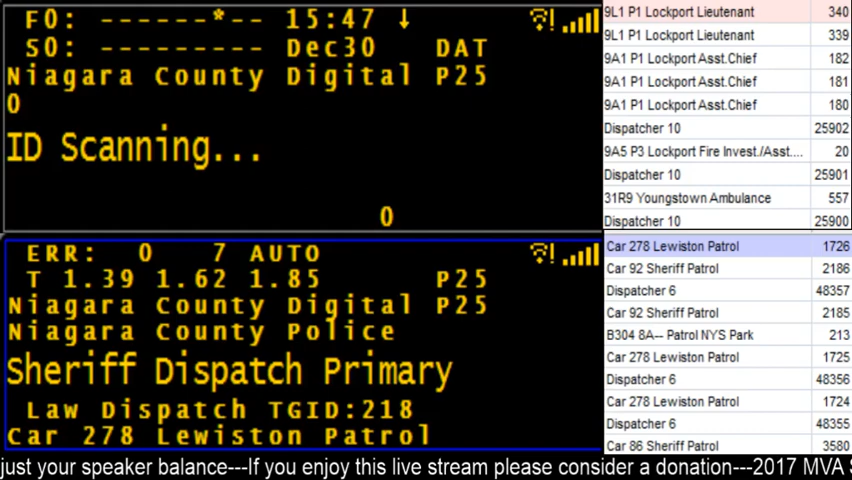 F0: ------*-- 15:47 ↓
S0: --------- Dec30 DAT
Niagara County Digital P25
0
ID Scanning...
0
9L1 P1 Lockport Lieutenant 340
9L1 P1 Lockport Lieutenant 339
9A1 P1 Lockport Asst.Chief 182
9A1 P1 Lockport Asst.Chief 181
9A1 P1 Lockport Asst.Chief 180
Dispatcher 10 25902
9A5 P3 Lockport Fire Invest./Asst.... 20
Dispatcher 10 25901
31R9 Youngstown Ambulance 557
Dispatcher 10 25900
ERR: 0 7 AUTO
T 1.39 1.62 1.85 P25
Niagara County Digital P25
Niagara County Police
Sheriff Dispatch Primary
Law Dispatch TGID:218
Car 278 Lewiston Patrol
Car 278 Lewiston Patrol 1726
Car 92 Sheriff Patrol 2186
Dispatcher 6 48357
Car 92 Sheriff Patrol 2185
B304 8A-- Patrol NYS Park 213
Car 278 Lewiston Patrol 1725
Dispatcher 6 48356
Car 278 Lewiston Patrol 1724
Dispatcher 6 48355
Car 86 Sheriff Patrol 3580
just your speaker balance---If you enjoy this live stream please consider a donation---2017 MVA S